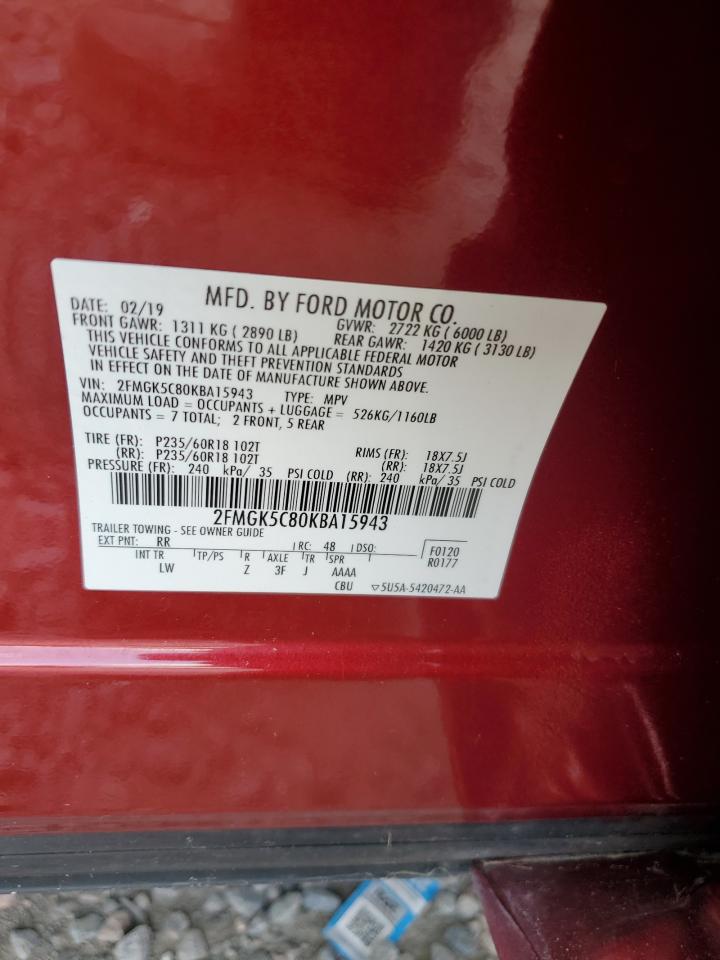 MFD. BY FORD MOTOR CO.
DATE: 02/19 GVWR: 2722 KG ( 6000 LB)
FRONT GAWR: 1311 KG ( 2890 LB) REAR GAWR: 1420 KG ( 3130 LB)
THIS VEHICLE CONFORMS TO ALL APPLICABLE FEDERAL MOTOR
VEHICLE SAFETY AND THEFT PREVENTION STANDARDS
IN EFFECT ON THE DATE OF MANUFACTURE SHOWN ABOVE.
VIN: 2FMGK5C80KBA15943 TYPE: MPV
MAXIMUM LOAD = OCCUPANTS + LUGGAGE = 526KG/1160LB
OCCUPANTS = 7 TOTAL; 2 FRONT, 5 REAR
TIRE (FR): P235/60R18 102T RIMS (FR): 18X7.5J
(RR): P235/60R18 102T (RR): 18X7.5J
PRESSURE (FR): 240 kPa/ 35 PSI COLD (RR): 240 kPa/ 35 PSI COLD
2FMGK5C80KBA15943
TRAILER TOWING - SEE OWNER GUIDE
EXT PNT: RR RC: 48 DSO: F0120
INT TR TP/PS R AXLE TR SPR R0177
LW Z 3F J AAAA
CBU ▽5U5A-5420472-AA